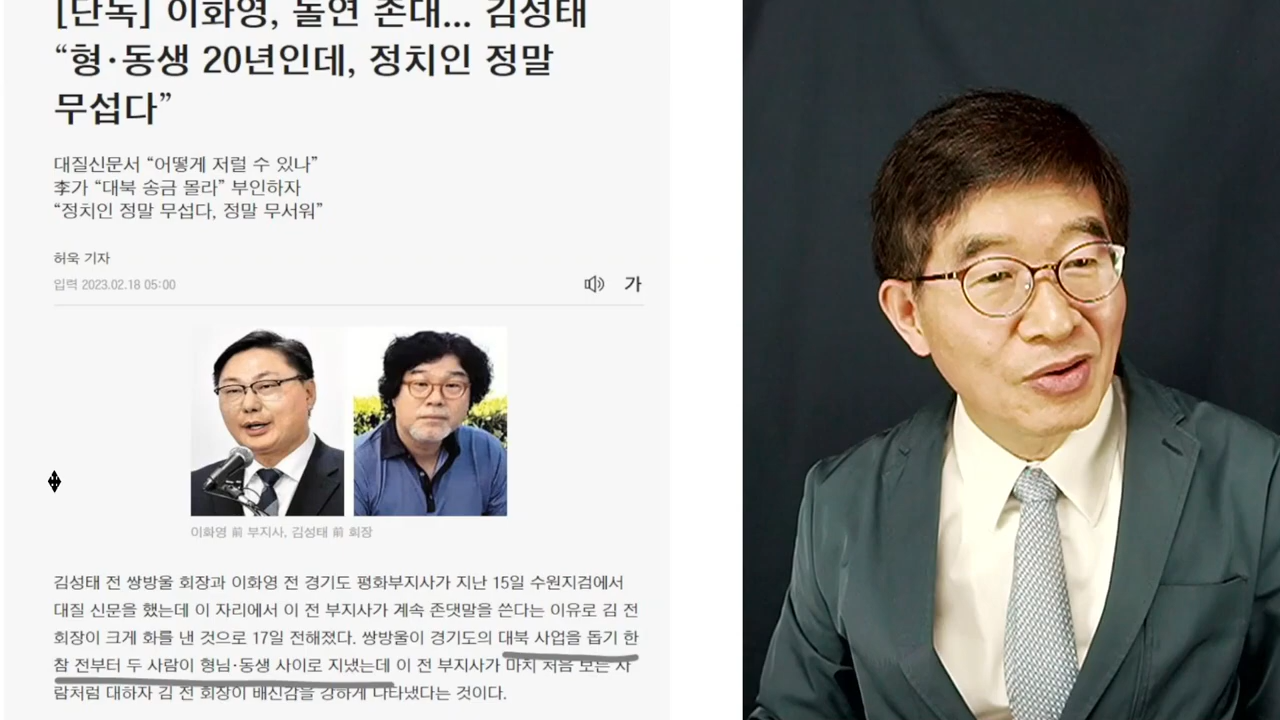 [단독] 이화영, 돌연 존대... 김성태
“형·동생 20년인데, 정치인 정말
무섭다”
대질신문서 “어떻게 저럴 수 있나”
李가 “대북 송금 몰라” 부인하자
“정치인 정말 무섭다, 정말 무서워”
허욱 기자
입력 2023.02.18 05:00
가
이화영 前 부지사, 김성태 前 회장
김성태 전 쌍방울 회장과 이화영 전 경기도 평화부지사가 지난 15일 수원지검에서
대질 신문을 했는데 이 자리에서 이 전 부지사가 계속 존댓말을 쓴다는 이유로 김 전
회장이 크게 화를 낸 것으로 17일 전해졌다. 쌍방울이 경기도의 대북 사업을 돕기 한
참 전부터 두 사람이 형님·동생 사이로 지냈는데 이 전 부지사가 마치 처음 보는 사
람처럼 대하자 김 전 회장이 배신감을 강하게 나타냈다는 것이다.